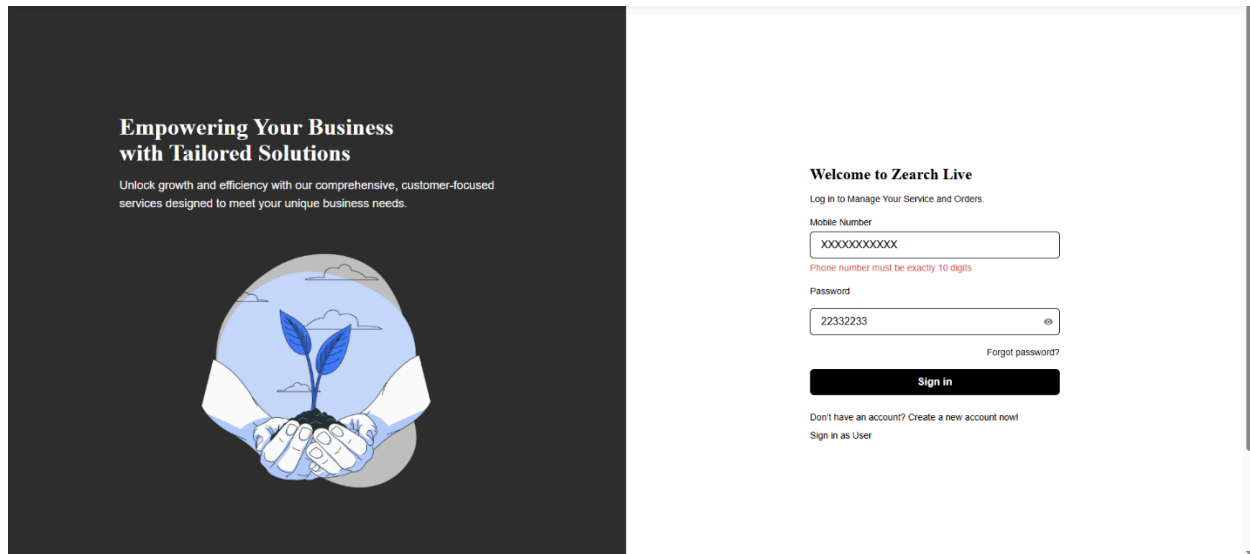 Empowering Your Business
with Tailored Solutions
Unlock growth and efficiency with our comprehensive, customer-focused
services designed to meet your unique business needs.
Welcome to Zearch Live
Log in to Manage Your Service and Orders.
Mobile Number
XXXXXXXXXXX
Phone number must be exactly 10 digits
Password
22332233
Forgot password?
Sign in
Don't have an account? Create a new account now!
Sign in as User